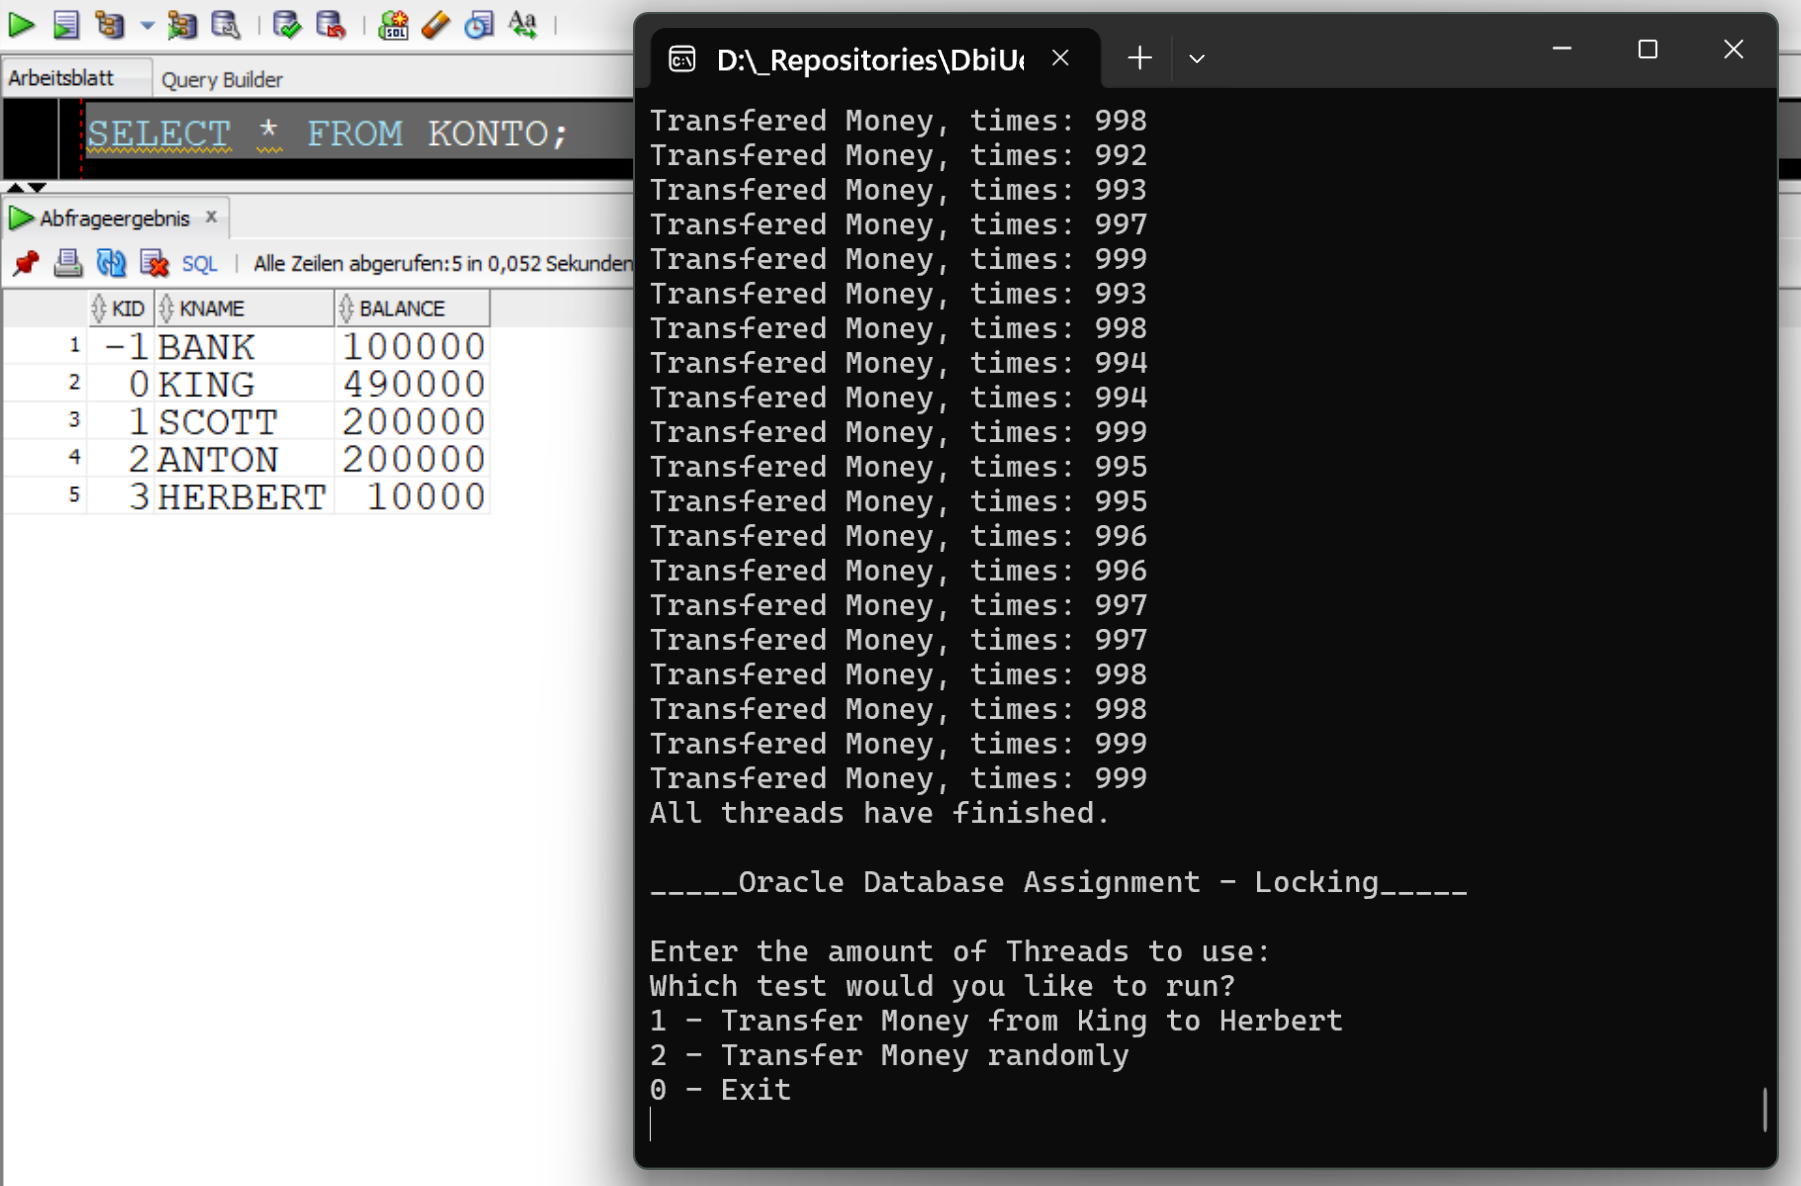 Arbeitsblatt
Query Builder
SELECT * FROM KONTO;
Abfrageergebnis x
SQL | Alle Zeilen abgerufen:5 in 0,052 Sekunden
KID KNAME BALANCE
1 -1 BANK 100000
2 0 KING 490000
3 1 SCOTT 200000
4 2 ANTON 200000
5 3 HERBERT 10000
D:\_Repositories\DbiUe
Transfered Money, times: 998
Transfered Money, times: 992
Transfered Money, times: 993
Transfered Money, times: 997
Transfered Money, times: 999
Transfered Money, times: 993
Transfered Money, times: 998
Transfered Money, times: 994
Transfered Money, times: 994
Transfered Money, times: 999
Transfered Money, times: 995
Transfered Money, times: 995
Transfered Money, times: 996
Transfered Money, times: 996
Transfered Money, times: 997
Transfered Money, times: 997
Transfered Money, times: 998
Transfered Money, times: 998
Transfered Money, times: 999
Transfered Money, times: 999
All threads have finished.
_____Oracle Database Assignment - Locking_____
Enter the amount of Threads to use:
Which test would you like to run?
1 - Transfer Money from King to Herbert
2 - Transfer Money randomly
0 - Exit